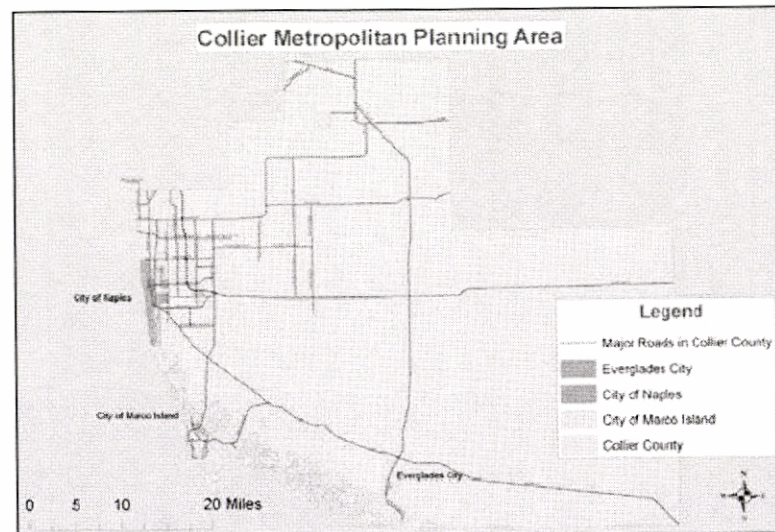 Collier Metropolitan Planning Area
City of Naples
City of Marco Island
Everglades City
Legend
Major Roads in Collier County
Everglades City
City of Naples
City of Marco Island
Collier County
0 5 10 20 Miles